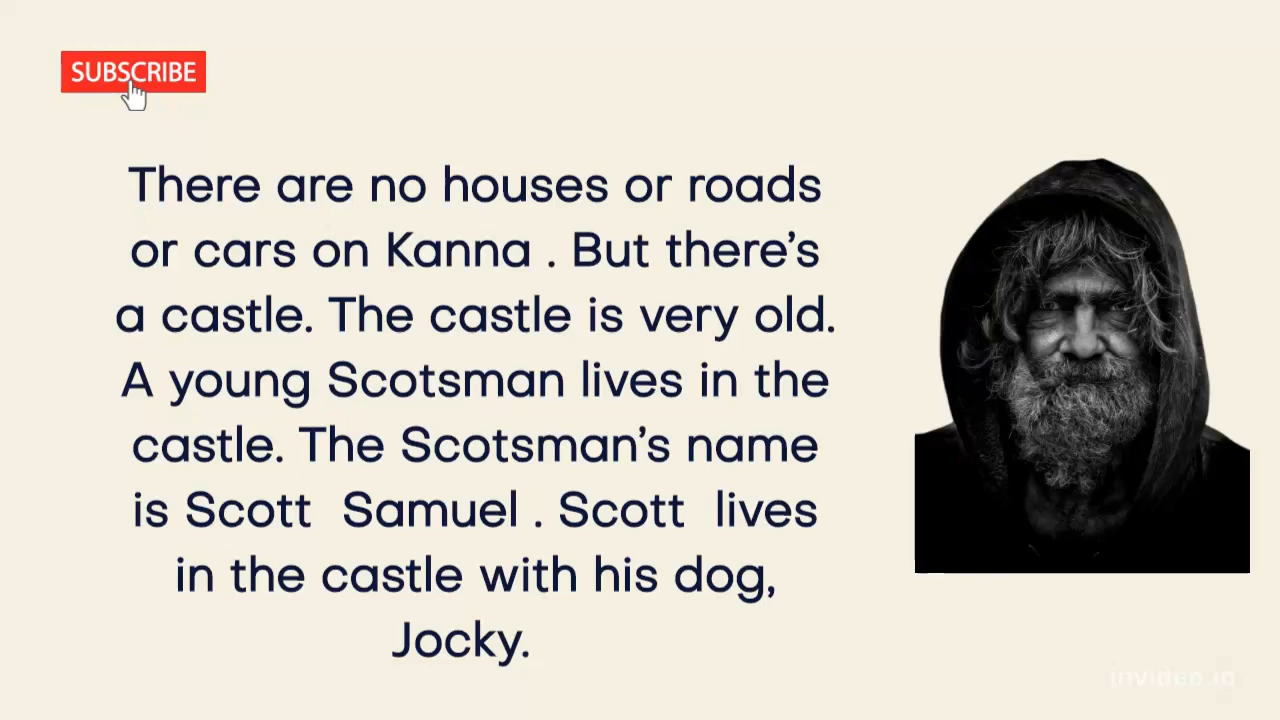 SUBSCRIBE
There are no houses or roads
or cars on Kanna . But there’s
a castle. The castle is very old.
A young Scotsman lives in the
castle. The Scotsman’s name
is Scott  Samuel . Scott  lives
in the castle with his dog,
Jocky.
invideo.io